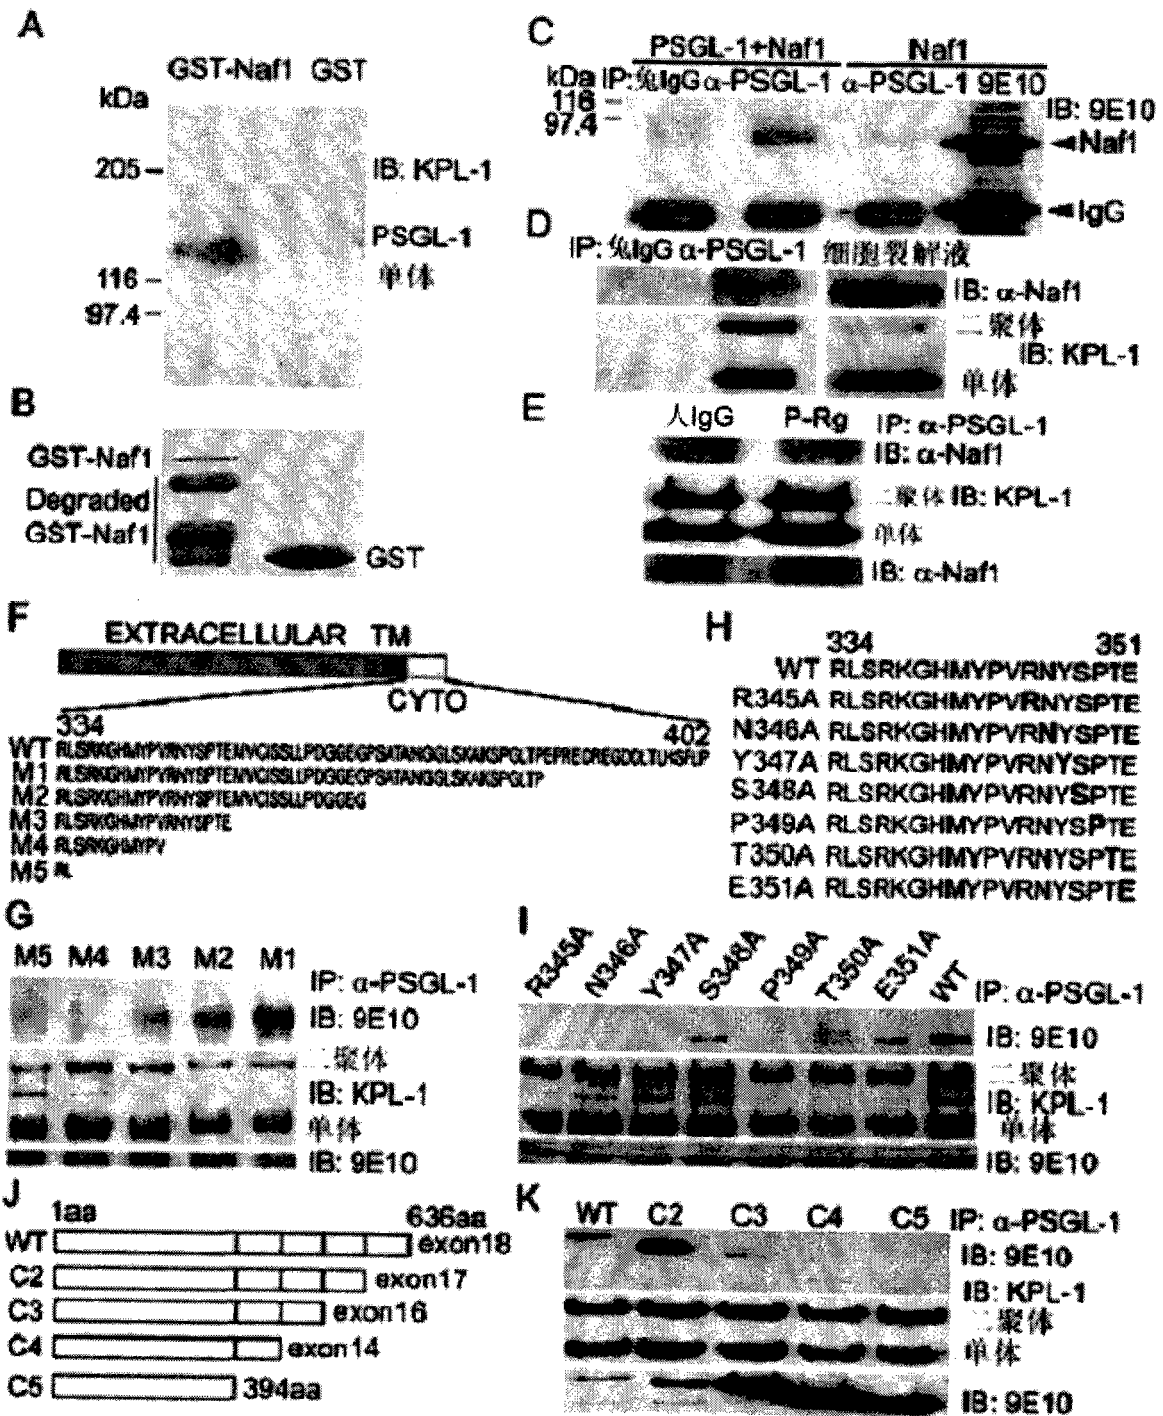 A
GST-Naf1 GST
kDa
205
IB: KPL-1
PSGL-1
单体
116
97.4
B
GST-Naf1
Degraded
GST-Naf1
GST
C
PSGL-1+Naf1 Naf1
kDa IP: 兔IgG α-PSGL-1 α-PSGL-1 9E10
116
97.4
IB: 9E10
Naf1
IgG
D
IP: 兔IgG α-PSGL-1 细胞裂解液
IB: α-Naf1
二聚体
IB: KPL-1
单体
E
人IgG P-Rg IP: α-PSGL-1
IB: α-Naf1
二聚体 IB: KPL-1
单体
IB: α-Naf1
F
EXTRACELLULAR TM
CYTO
334 402
WT RLSRKGHMYPVRNYSPTEMVCISSLLPDGGEGPSATANGGLSKAKSPGLTPEPREDREGDDLTLHSFLP
M1 RLSRKGHMYPVRNYSPTEMVCISSLLPDGGEGPSATANGGLSKAKSPGLTP
M2 RLSRKGHMYPVRNYSPTEMVCISSLLPDGGEG
M3 RLSRKGHMYPVRNYSPTE
M4 RLSRKGHMYPV
M5 RL
H
334 351
WT RLSRKGHMYPVRNYSPTE
R345A RLSRKGHMYPVRNYSPTE
N346A RLSRKGHMYPVRNYSPTE
Y347A RLSRKGHMYPVRNYSPTE
S348A RLSRKGHMYPVRNYSPTE
P349A RLSRKGHMYPVRNYSPTE
T350A RLSRKGHMYPVRNYSPTE
E351A RLSRKGHMYPVRNYSPTE
G
M5 M4 M3 M2 M1
IP: α-PSGL-1
IB: 9E10
二聚体
IB: KPL-1
单体
IB: 9E10
I
R345A N346A Y347A S348A P349A T350A E351A WT
IP: α-PSGL-1
IB: 9E10
二聚体
IB: KPL-1
单体
IB: 9E10
J
1aa 636aa
WT exon18
C2 exon17
C3 exon16
C4 exon14
C5 394aa
K
WT C2 C3 C4 C5 IP: α-PSGL-1
IB: 9E10
IB: KPL-1
二聚体
单体
IB: 9E10